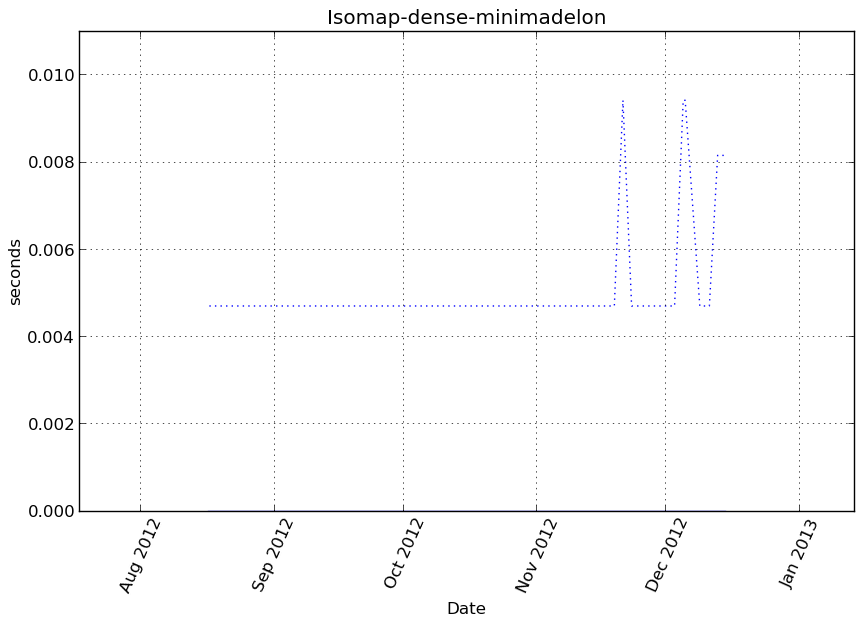 Isomap-dense-minimadelon
0.010
0.008
0.006
0.004
0.002
0.000
seconds
Aug 2012
Sep 2012
Oct 2012
Nov 2012
Dec 2012
Jan 2013
Date